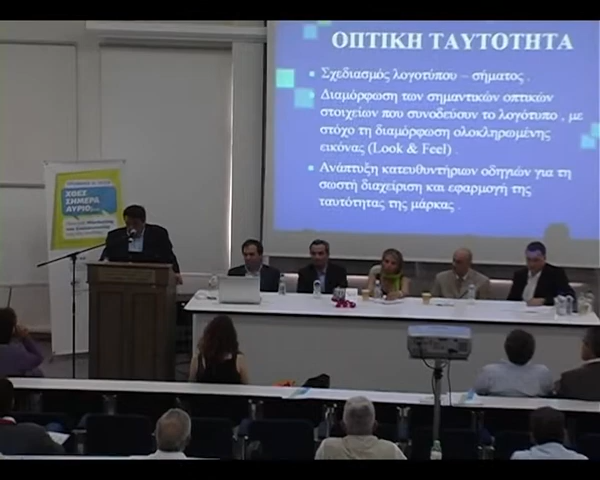 ΟΠΤΙΚΗ ΤΑΥΤΟΤΗΤΑ
Σχεδιασμός λογοτύπου – σήματος .
Διαμόρφωση των σημαντικών οπτικών
στοιχείων που συνοδεύουν το λογότυπο , με
στόχο τη διαμόρφωση ολοκληρωμένης
εικόνας (Look & Feel) .
Ανάπτυξη κατευθυντήριων οδηγιών για τη
σωστή διαχείριση και εφαρμογή της
ταυτότητας της μάρκας .
ΧΘΕΣ
ΣΗΜΕΡΑ
ΑΥΡΙΟ...